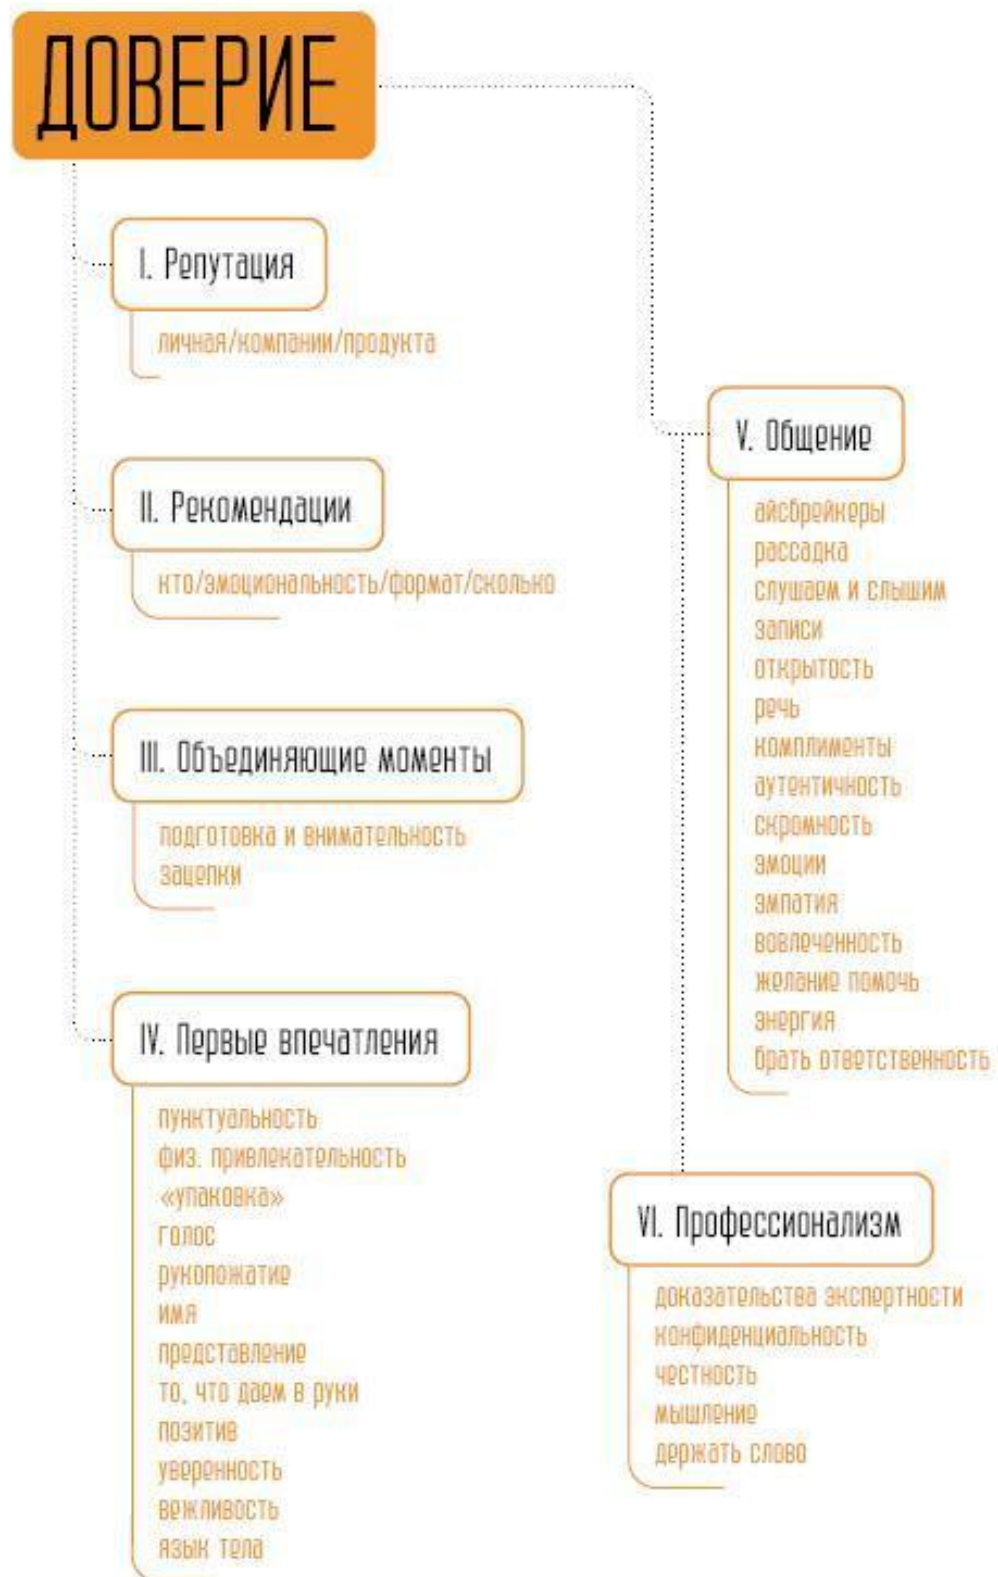 ДОВЕРИЕ
I. Репутация
личная/компании/продукта
II. Рекомендации
кто/эмоциональность/формат/сколько
III. Объединяющие моменты
подготовка и внимательность
зацепки
IV. Первые впечатления
пунктуальность
физ. привлекательность
«упаковка»
голос
рукопожатие
имя
представление
то, что даем в руки
позитив
уверенность
вежливость
язык тела
V. Общение
айсбрейкеры
рассадка
слушаем и слышим
записи
открытость
речь
комплименты
аутентичность
скромность
эмоции
эмпатия
вовлеченность
желание помочь
энергия
брать ответственность
VI. Профессионализм
доказательства экспертности
конфиденциальность
честность
мышление
держать слово